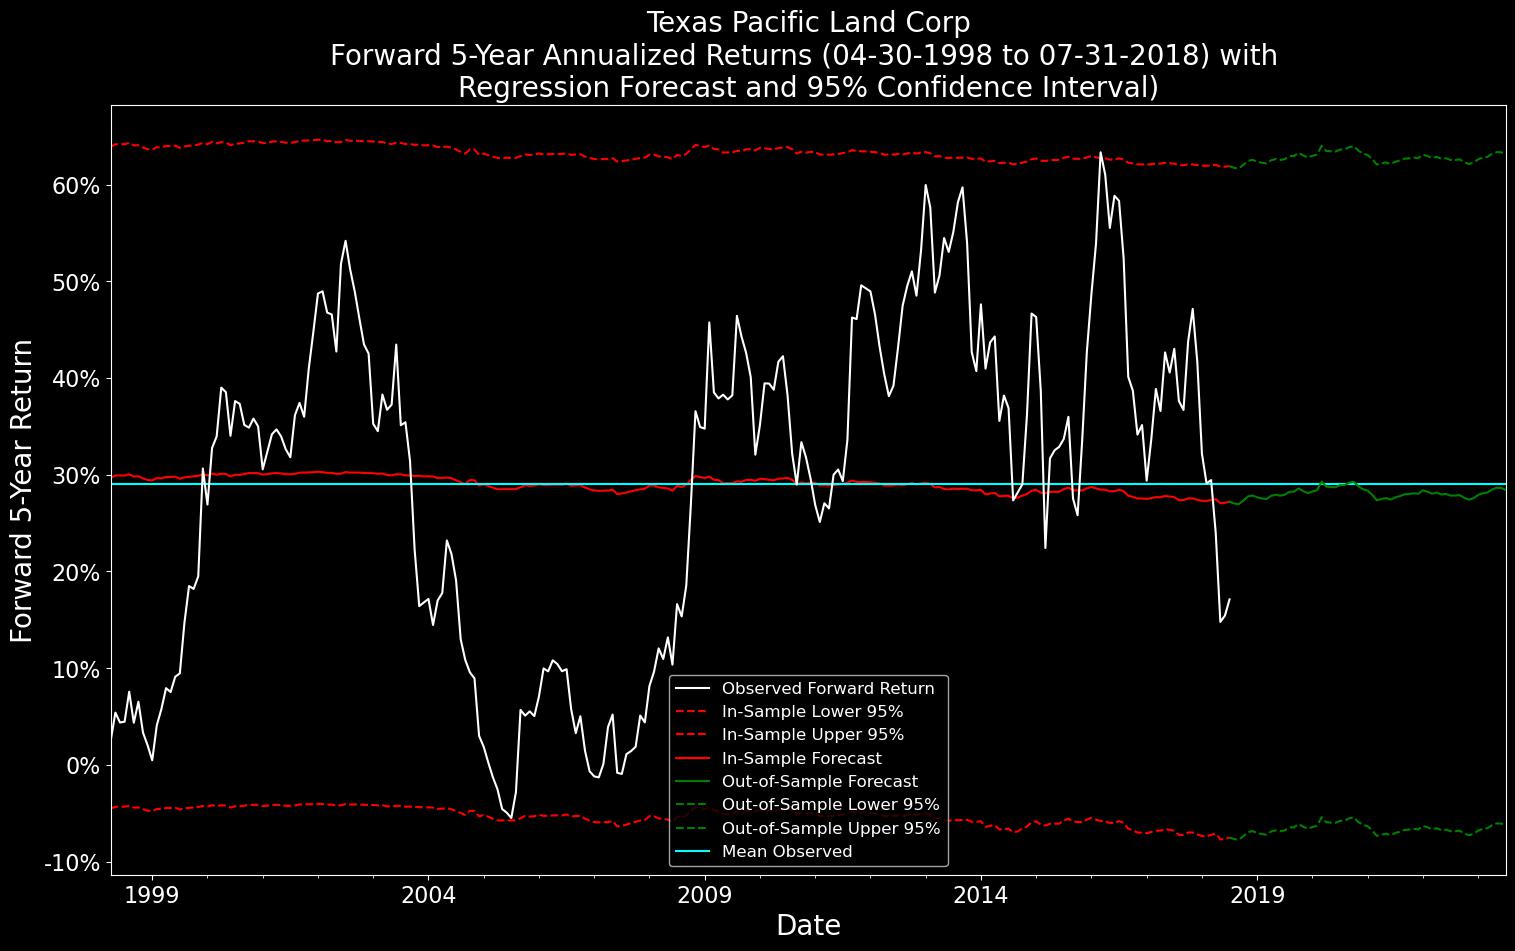 Texas Pacific Land Corp
Forward 5-Year Annualized Returns (04-30-1998 to 07-31-2018) with
Regression Forecast and 95% Confidence Interval)
Forward 5-Year Return
60%
50%
40%
30%
20%
10%
0%
-10%
Observed Forward Return
In-Sample Lower 95%
In-Sample Upper 95%
In-Sample Forecast
Out-of-Sample Forecast
Out-of-Sample Lower 95%
Out-of-Sample Upper 95%
Mean Observed
1999
2004
2009
2014
2019
Date